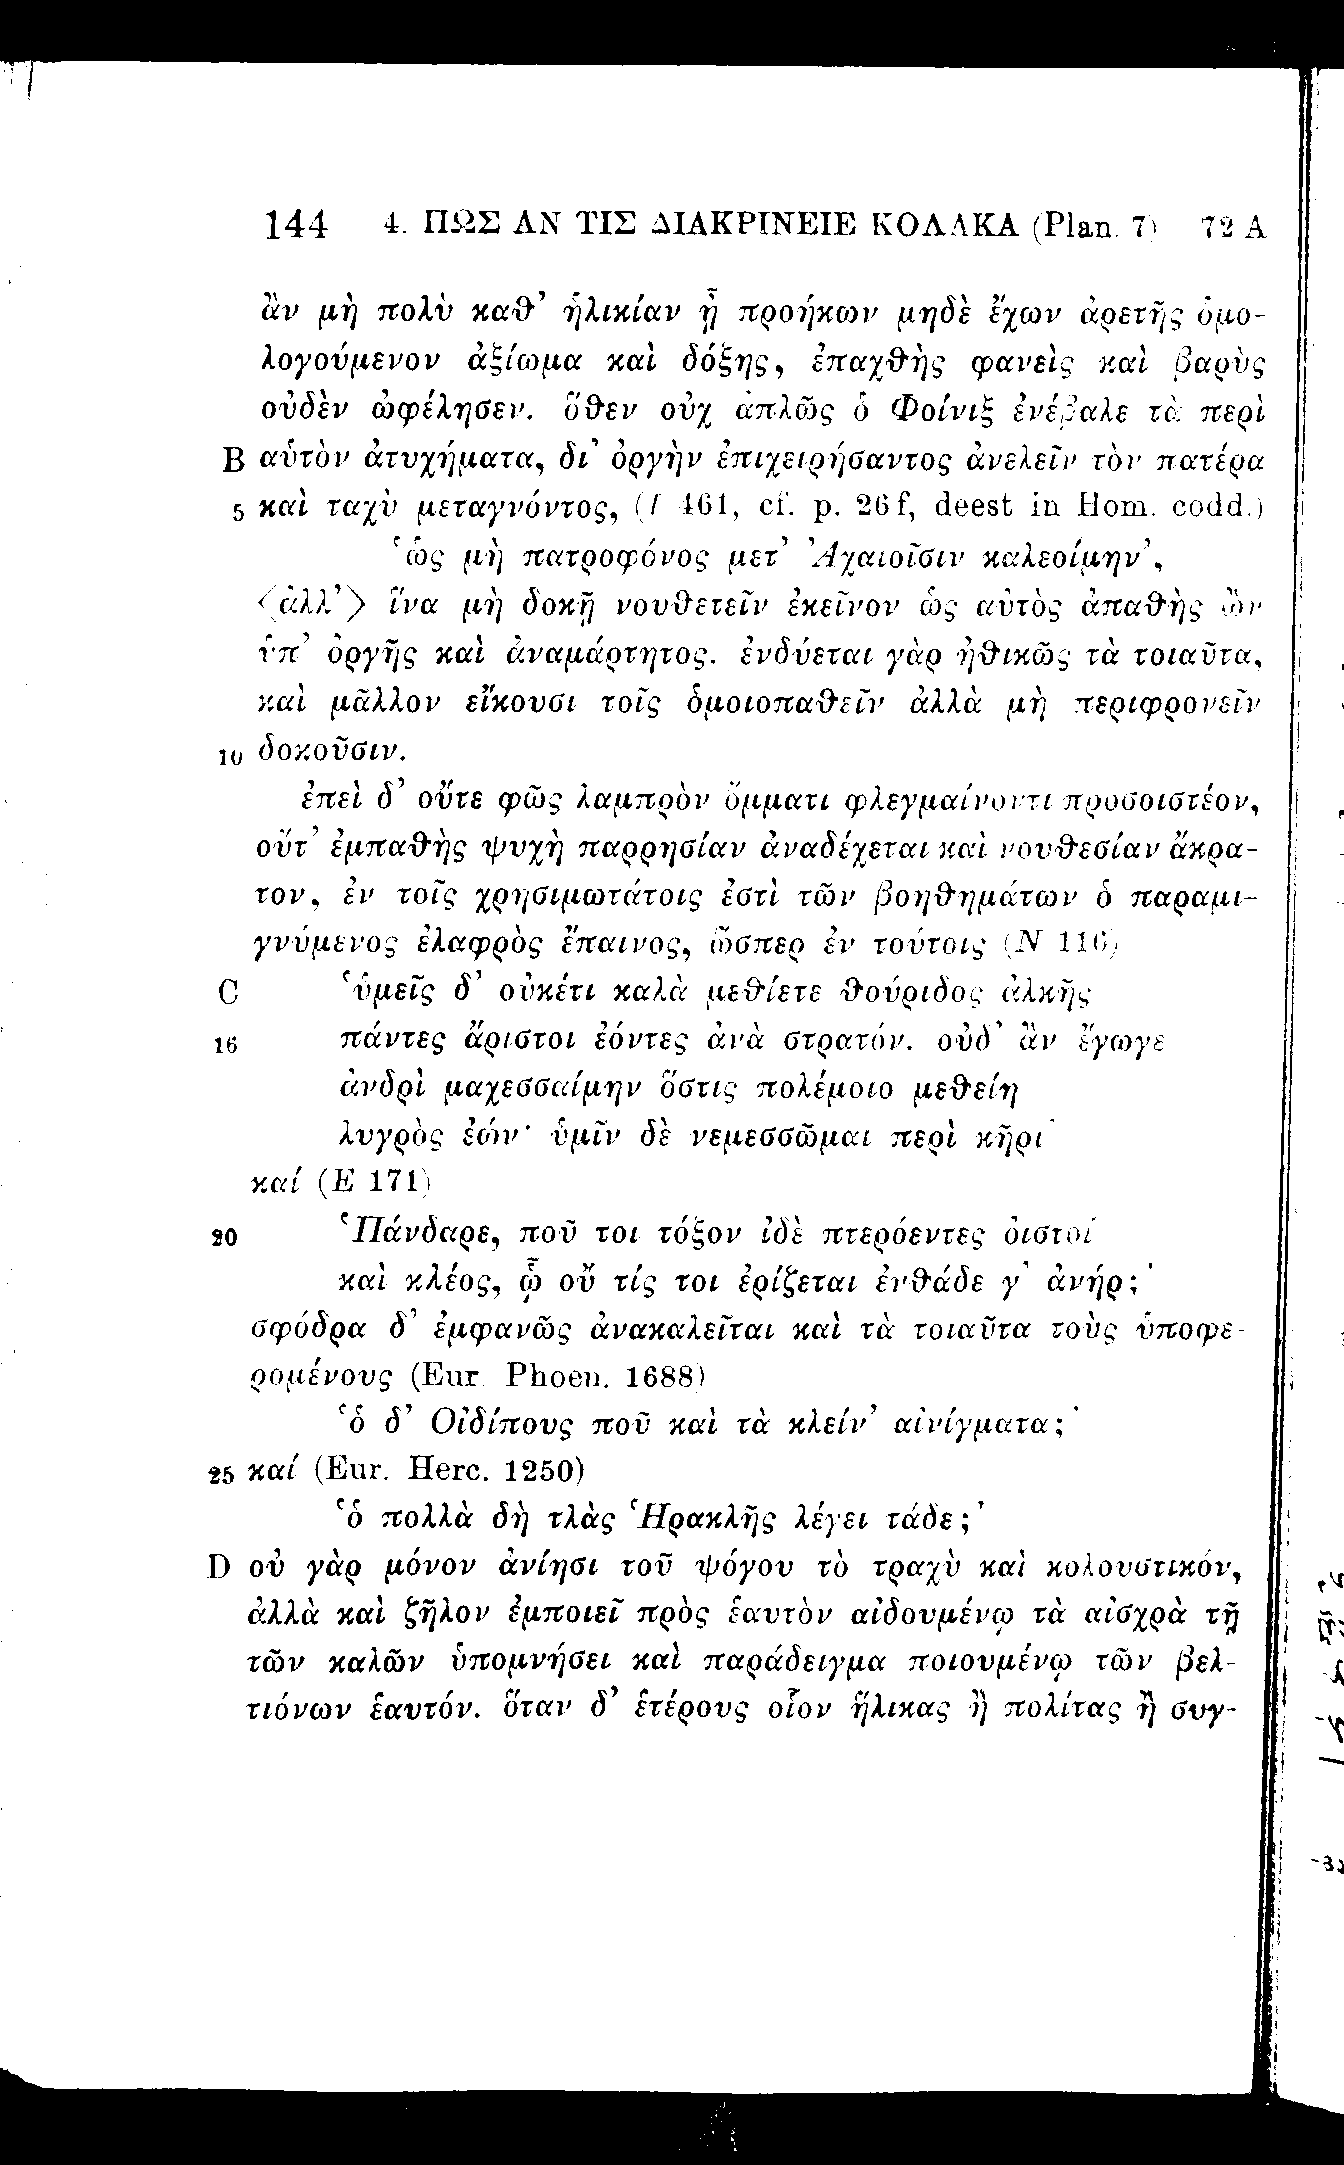 144 4. ΠΩΣ ΑΝ ΤΙΣ ΔΙΑΚΡΙΝΕΙΕ ΚΟΛΑΚΑ (Plan. 7) 72 A
ἂν μὴ πολὺ καθ’ ἡλικίαν ᾖ προήκων μηδὲ ἔχων ἀρετῆς ὁμο-
λογούμενον ἀξίωμα καὶ δόξης, ἐπαχθὴς φανεὶς καὶ βαρὺς
οὐδὲν ὠφέλησεν. ὅθεν οὐχ ἁπλῶς ὁ Φοίνιξ ἐνέβαλε τὰ περὶ
B αὑτὸν ἀτυχήματα, δι’ ὀργὴν ἐπιχειρήσαντος ἀνελεῖν τὸν πατέρα
5 καὶ ταχὺ μεταγνόντος, (I 461, cf. p. 26 f, deest in Hom. codd.)
‘ὡς μὴ πατροφόνος μετ’ Ἀχαιοῖσιν καλεοίμην’,
<ἀλλ’> ἵνα μὴ δοκῇ νουθετεῖν ἐκεῖνον ὡς αὐτὸς ἀπαθὴς ὢν
ὑπ’ ὀργῆς καὶ ἀναμάρτητος. ἐνδύεται γὰρ ἠθικῶς τὰ τοιαῦτα,
καὶ μᾶλλον εἴκουσι τοῖς ὁμοιοπαθεῖν ἀλλὰ μὴ περιφρονεῖν
10 δοκοῦσιν.
ἐπεὶ δ’ οὔτε φῶς λαμπρὸν ὄμματι φλεγμαίνοντι προσοιστέον,
οὔτ’ ἐμπαθὴς ψυχὴ παρρησίαν ἀναδέχεται καὶ νουθεσίαν ἄκρα-
τον, ἐν τοῖς χρησιμωτάτοις ἐστὶ τῶν βοηθημάτων ὁ παραμι-
γνύμενος ἐλαφρὸς ἔπαινος, ὥσπερ ἐν τούτοις (N 116)
C ‘ὑμεῖς δ’ οὐκέτι καλὰ μεθίετε θούριδος ἀλκῆς
16 πάντες ἄριστοι ἐόντες ἀνὰ στρατόν. οὐδ’ ἂν ἔγωγε
ἀνδρὶ μαχεσσαίμην ὅστις πολέμοιο μεθείη
λυγρὸς ἐών· ὑμῖν δὲ νεμεσσῶμαι περὶ κῆρι’
καί (E 171)
20 ‘Πάνδαρε, ποῦ τοι τόξον ἰδὲ πτερόεντες ὀιστοί
καὶ κλέος, ᾧ οὔ τίς τοι ἐρίζεται ἐνθάδε γ’ ἀνήρ;’
σφόδρα δ’ ἐμφανῶς ἀνακαλεῖται καὶ τὰ τοιαῦτα τοὺς ὑποφε-
ρομένους (Eur. Phoen. 1688)
‘ὁ δ’ Οἰδίπους ποῦ καὶ τὰ κλείν’ αἰνίγματα;’
25 καί (Eur. Herc. 1250)
‘ὁ πολλὰ δὴ τλὰς Ἡρακλῆς λέγει τάδε;’
D οὐ γὰρ μόνον ἀνίησι τοῦ ψόγου τὸ τραχὺ καὶ κολουστικόν,
ἀλλὰ καὶ ζῆλον ἐμποιεῖ πρὸς ἑαυτὸν αἰδουμένῳ τὰ αἰσχρὰ τῇ
τῶν καλῶν ὑπομνήσει καὶ παράδειγμα ποιουμένῳ τῶν βελ-
τιόνων ἑαυτόν. ὅταν δ’ ἑτέρους οἷον ἥλικας ἢ πολίτας ἢ συγ-